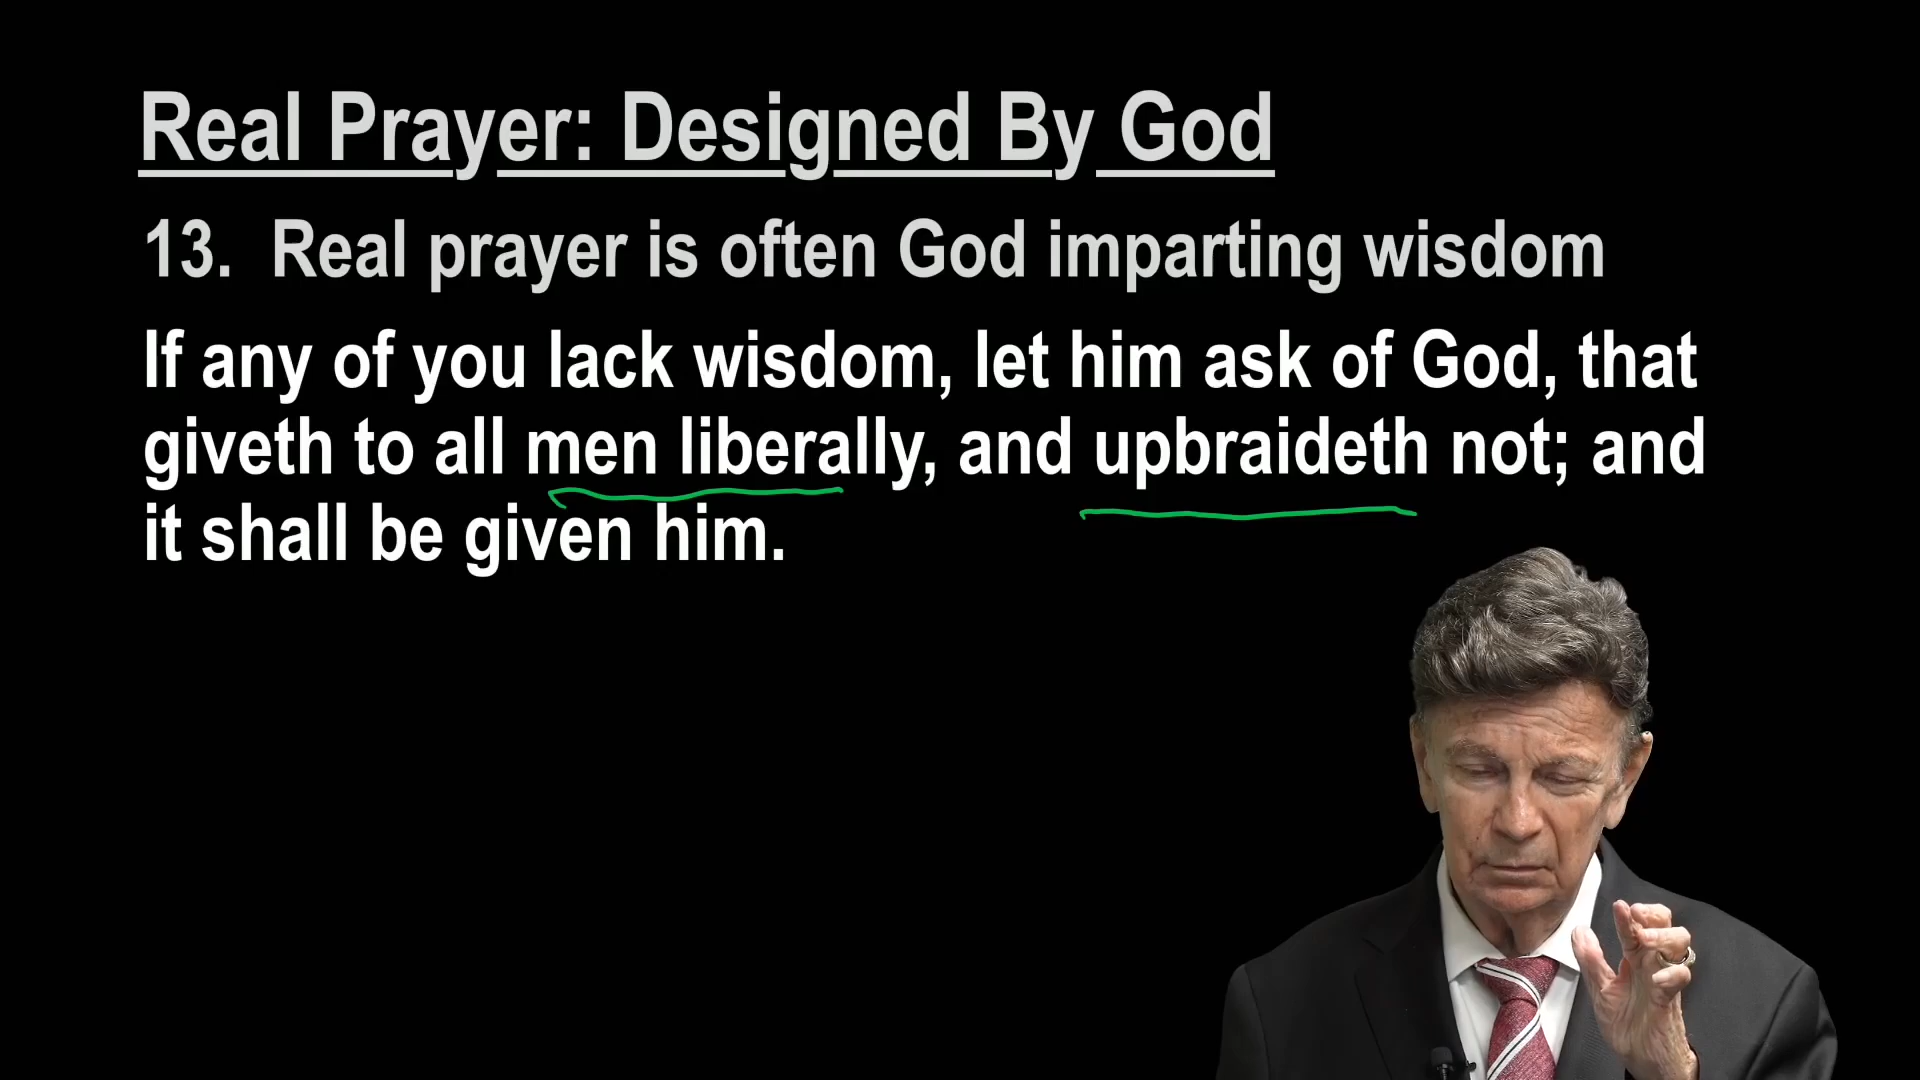 Real Prayer: Designed By God
13. Real prayer is often God imparting wisdom
If any of you lack wisdom, let him ask of God, that
giveth to all men liberally, and upbraideth not; and
it shall be given him.